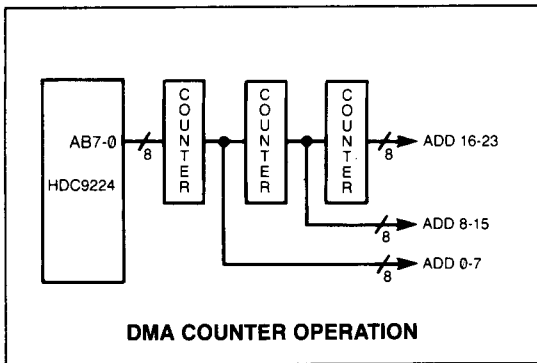 COUNTER
COUNTER
COUNTER
AB7-0
8
8
ADD 16-23
HDC9224
8
ADD 8-15
8
ADD 0-7
DMA COUNTER OPERATION